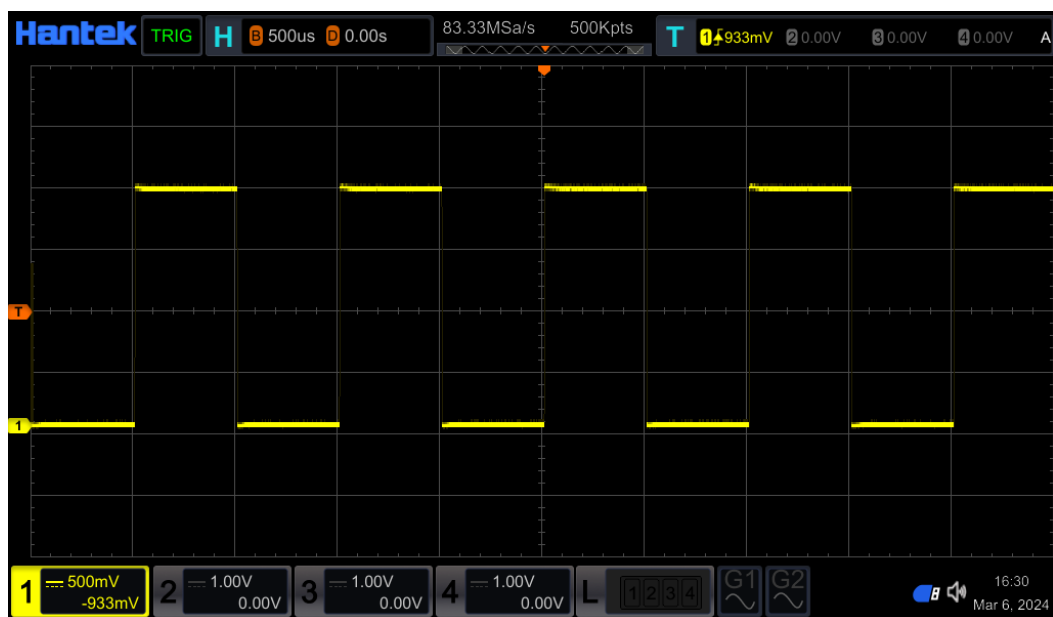 Hantek TRIG H B 500us D 0.00s 83.33MSa/s 500Kpts T 1 933mV 2 0.00V 3 0.00V 4 0.00V A
T
1
1 500mV 2 1.00V 3 1.00V 4 1.00V L 1 2 3 4 G1 G2 16:30
-933mV 0.00V 0.00V 0.00V Mar 6, 2024